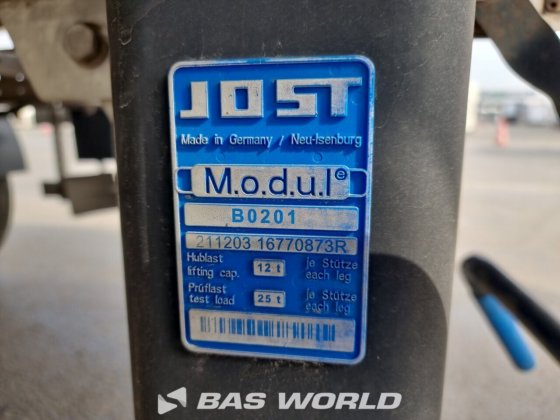 JOST
Made in Germany / Neu-Isenburg
M.o.d.u.l®
B0201
211203 16770873R
Hublast 12 t je Stütze
lifting cap. each leg
Prüflast 25 t je Stütze
test load each leg
BAS WORLD